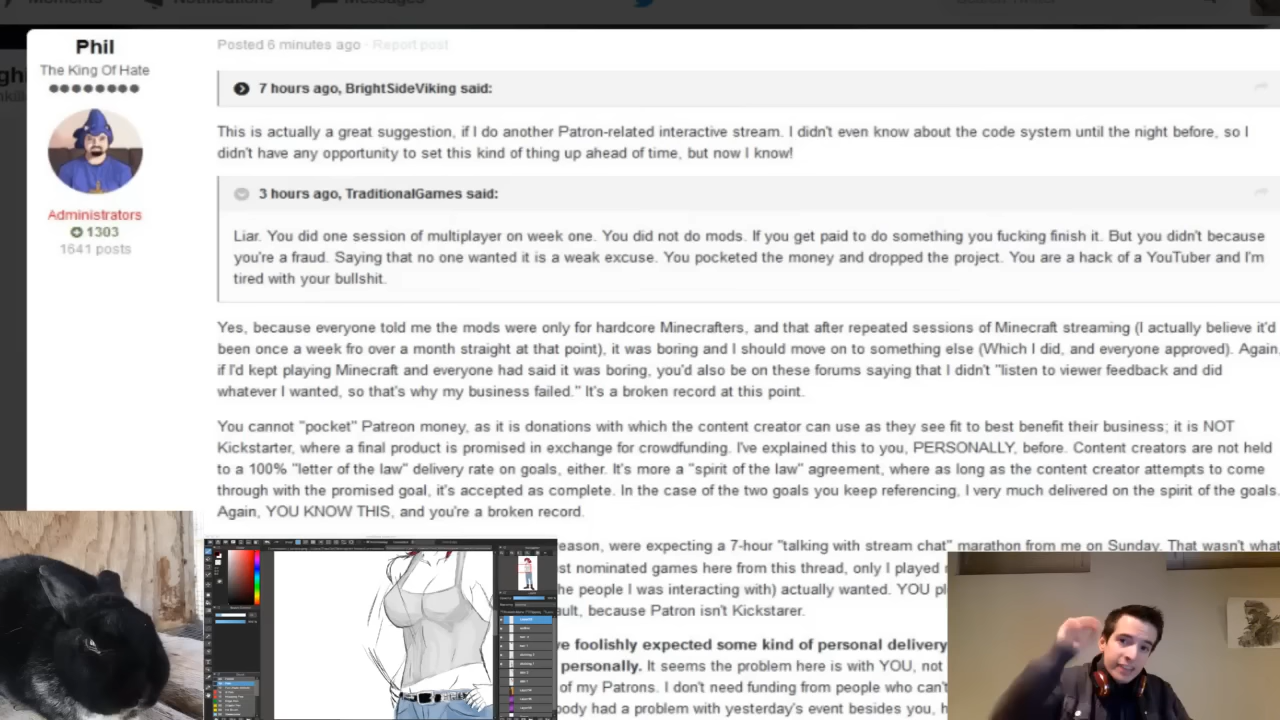 Moments
Notifications
Messages
Search Twitter
Phil
The King Of Hate
Administrators
1303
1641 posts
Posted 6 minutes ago · Report post
7 hours ago, BrightSideViking said:
This is actually a great suggestion, if I do another Patron-related interactive stream. I didn't even know about the code system until the night before, so I
didn't have any opportunity to set this kind of thing up ahead of time, but now I know!
3 hours ago, TraditionalGames said:
Liar. You did one session of multiplayer on week one. You did not do mods. If you get paid to do something you fucking finish it. But you didn't because
you're a fraud. Saying that no one wanted it is a weak excuse. You pocketed the money and dropped the project. You are a hack of a YouTuber and I'm
tired with your bullshit.
Yes, because everyone told me the mods were only for hardcore Minecrafters, and that after repeated sessions of Minecraft streaming (I actually believe it'd
been once a week fro over a month straight at that point), it was boring and I should move on to something else (Which I did, and everyone approved). Again,
if I'd kept playing Minecraft and everyone had said it was boring, you'd also be on these forums saying that I didn't "listen to viewer feedback and did
whatever I wanted, so that's why my business failed." It's a broken record at this point.
You cannot "pocket" Patreon money, as it is donations with which the content creator can use as they see fit to best benefit their business; it is NOT
Kickstarter, where a final product is promised in exchange for crowdfunding. I've explained this to you, PERSONALLY, before. Content creators are not held
to a 100% "letter of the law" delivery rate on goals, either. It's more a "spirit of the law" agreement, where as long as the content creator attempts to come
through with the promised goal, it's accepted as complete. In the case of the two goals you keep referencing, I very much delivered on the spirit of the goals.
Again, YOU KNOW THIS, and you're a broken record.
eason, were expecting a 7-hour "talking with stream chat" marathon from me on Sunday. That wasn't what
st nominated games here from this thread, only I played
the people I was interacting with) actually wanted. YOU pl
ault, because Patron isn't Kickstarer.
ve foolishly expected some kind of personal delivery
personally. It seems the problem here is with YOU, not
of my Patrons. I don't need funding from people who can't
body had a problem with yesterday's event besides you, h